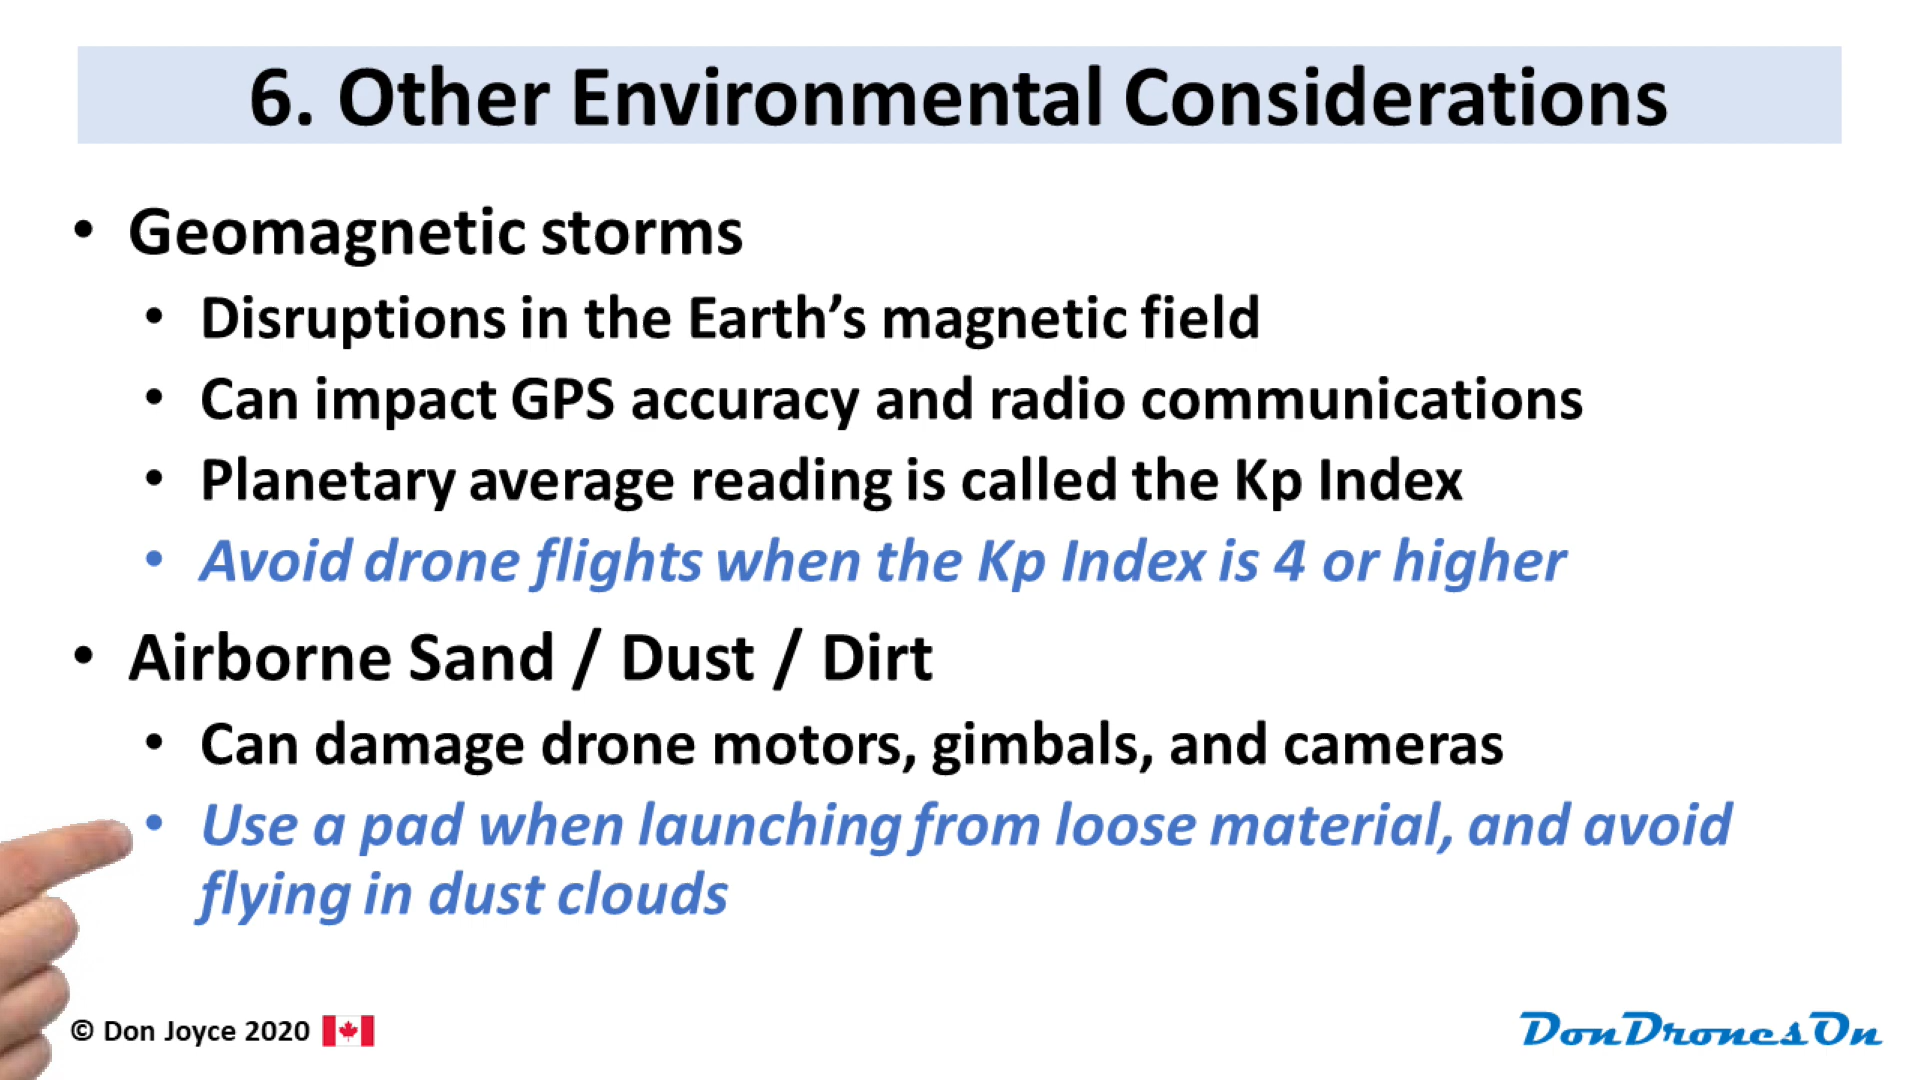 6. Other Environmental Considerations
• Geomagnetic storms
• Disruptions in the Earth’s magnetic field
• Can impact GPS accuracy and radio communications
• Planetary average reading is called the Kp Index
• Avoid drone flights when the Kp Index is 4 or higher
• Airborne Sand / Dust / Dirt
• Can damage drone motors, gimbals, and cameras
• Use a pad when launching from loose material, and avoid
flying in dust clouds
© Don Joyce 2020
DonDronesOn